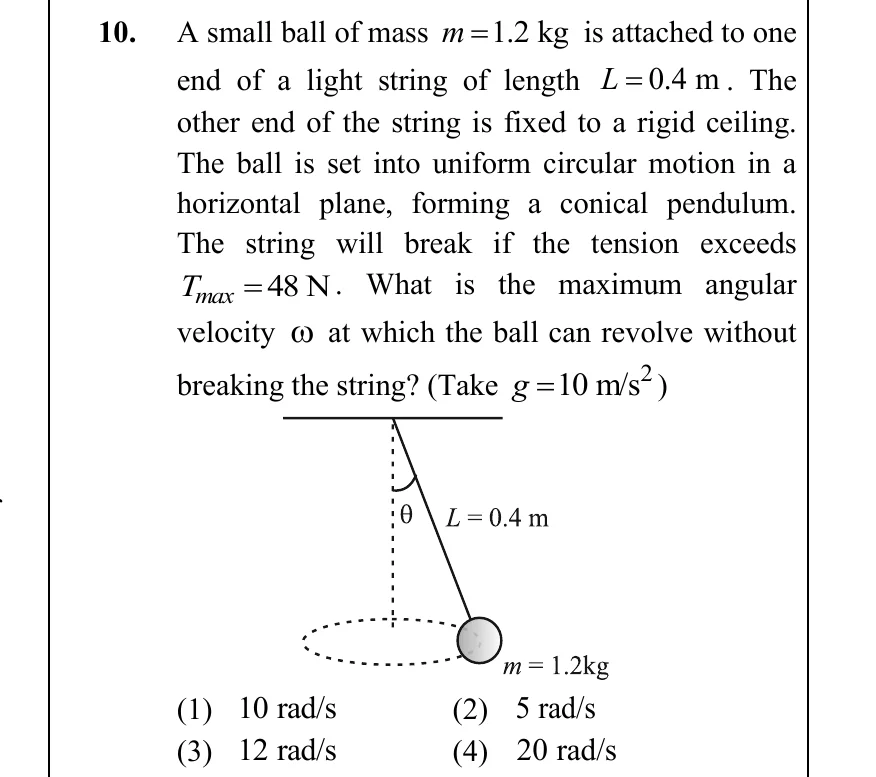 10. A small ball of mass m=1.2 kg is attached to one
end of a light string of length L=0.4 m. The
other end of the string is fixed to a rigid ceiling.
The ball is set into uniform circular motion in a
horizontal plane, forming a conical pendulum.
The string will break if the tension exceeds
Tmax =48 N. What is the maximum angular
velocity ω at which the ball can revolve without
breaking the string? (Take g=10 m/s²)
θ L = 0.4 m
m = 1.2kg
(1) 10 rad/s (2) 5 rad/s
(3) 12 rad/s (4) 20 rad/s